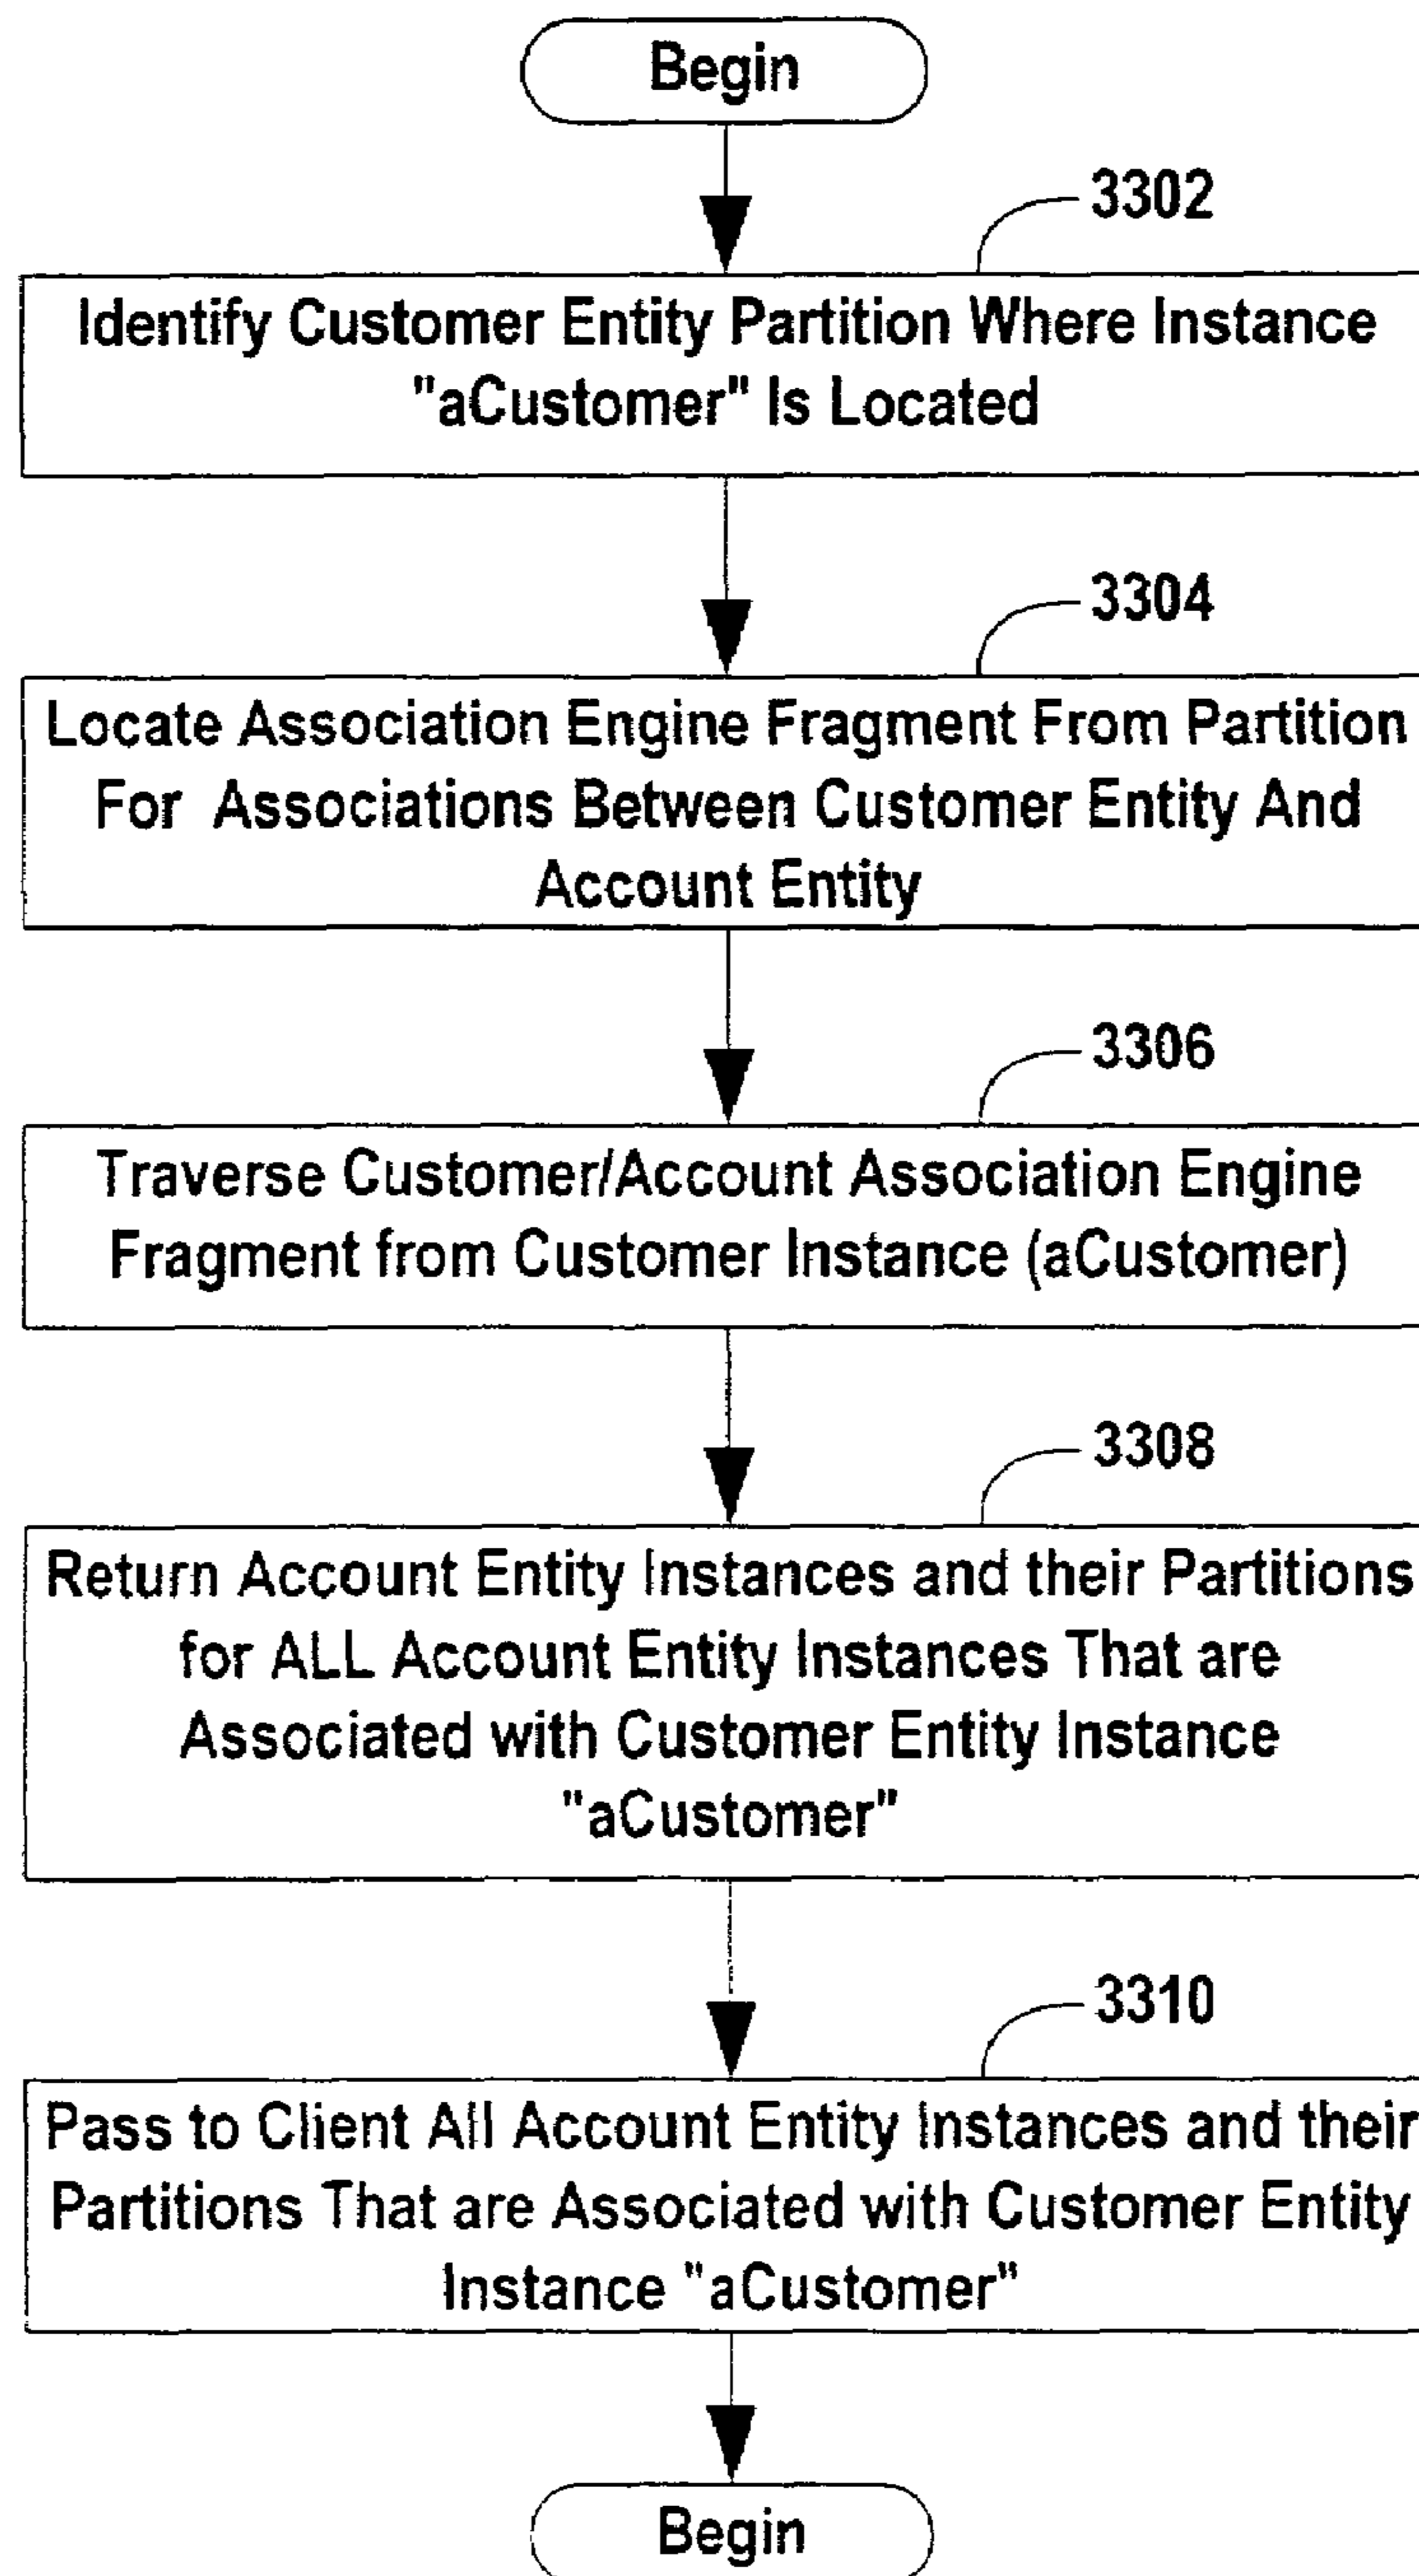 Begin
3302
Identify Customer Entity Partition Where Instance
"aCustomer" Is Located
3304
Locate Association Engine Fragment From Partition
For Associations Between Customer Entity And
Account Entity
3306
Traverse Customer/Account Association Engine
Fragment from Customer Instance (aCustomer)
3308
Return Account Entity Instances and their Partitions
for ALL Account Entity Instances That are
Associated with Customer Entity Instance
"aCustomer"
3310
Pass to Client All Account Entity Instances and their
Partitions That are Associated with Customer Entity
Instance "aCustomer"
Begin